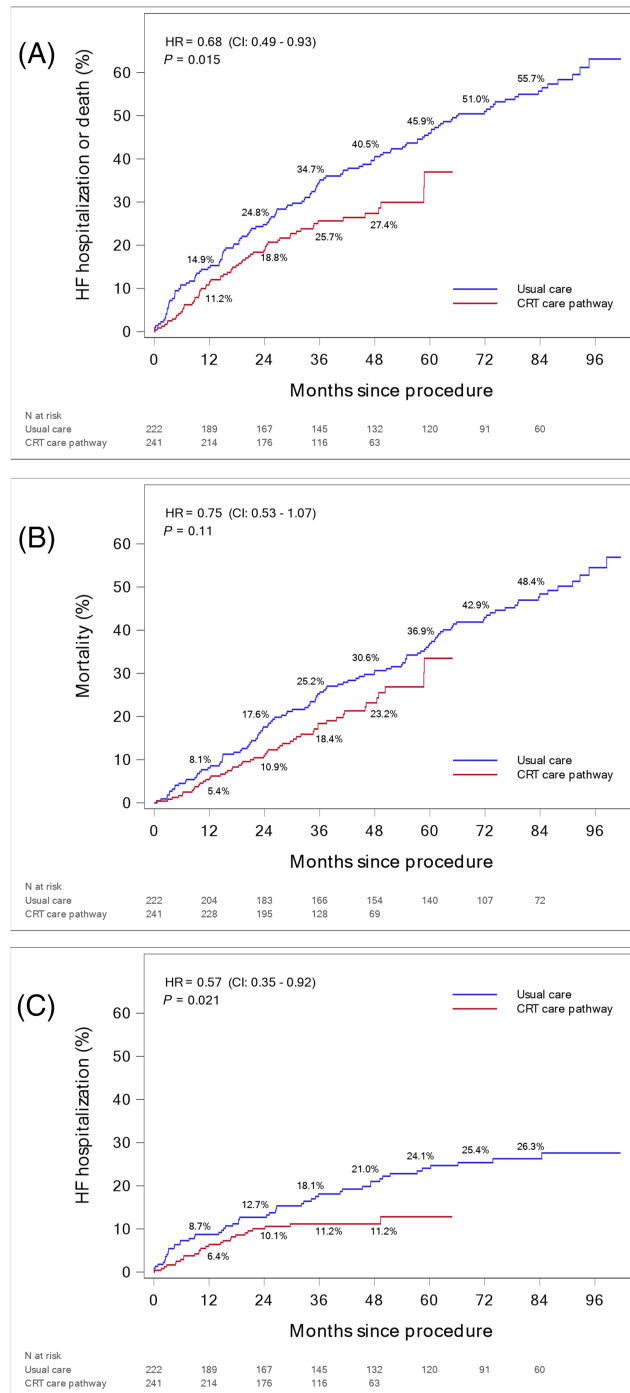 (A)
HR = 0.68 (CI: 0.49 - 0.93)
P = 0.015
HF hospitalization or death (%)
60
50
40
30
20
10
0
14.9%
24.8%
34.7%
40.5%
45.9%
51.0%
55.7%
11.2%
18.8%
25.7%
27.4%
Usual care
CRT care pathway
0 12 24 36 48 60 72 84 96
Months since procedure
N at risk
Usual care 222 189 167 145 132 120 91 60
CRT care pathway 241 214 176 116 63
(B)
HR = 0.75 (CI: 0.53 - 1.07)
P = 0.11
Mortality (%)
60
50
40
30
20
10
0
8.1%
17.6%
25.2%
30.6%
36.9%
42.9%
48.4%
5.4%
10.9%
18.4%
23.2%
Usual care
CRT care pathway
0 12 24 36 48 60 72 84 96
Months since procedure
N at risk
Usual care 222 204 183 166 154 140 107 72
CRT care pathway 241 228 195 128 69
(C)
HR = 0.57 (CI: 0.35 - 0.92)
P = 0.021
Usual care
CRT care pathway
HF hospitalization (%)
60
50
40
30
20
10
0
8.7%
12.7%
18.1%
21.0%
24.1%
25.4%
26.3%
6.4%
10.1%
11.2%
11.2%
0 12 24 36 48 60 72 84 96
Months since procedure
N at risk
Usual care 222 189 167 145 132 120 91 60
CRT care pathway 241 214 176 116 63